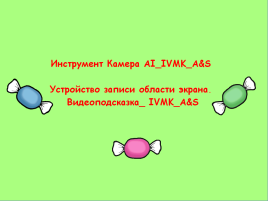 Инструмент Камера AI_IVMK_A&S
Устройство записи области экрана.
Видеоподсказка_ IVMK_A&S